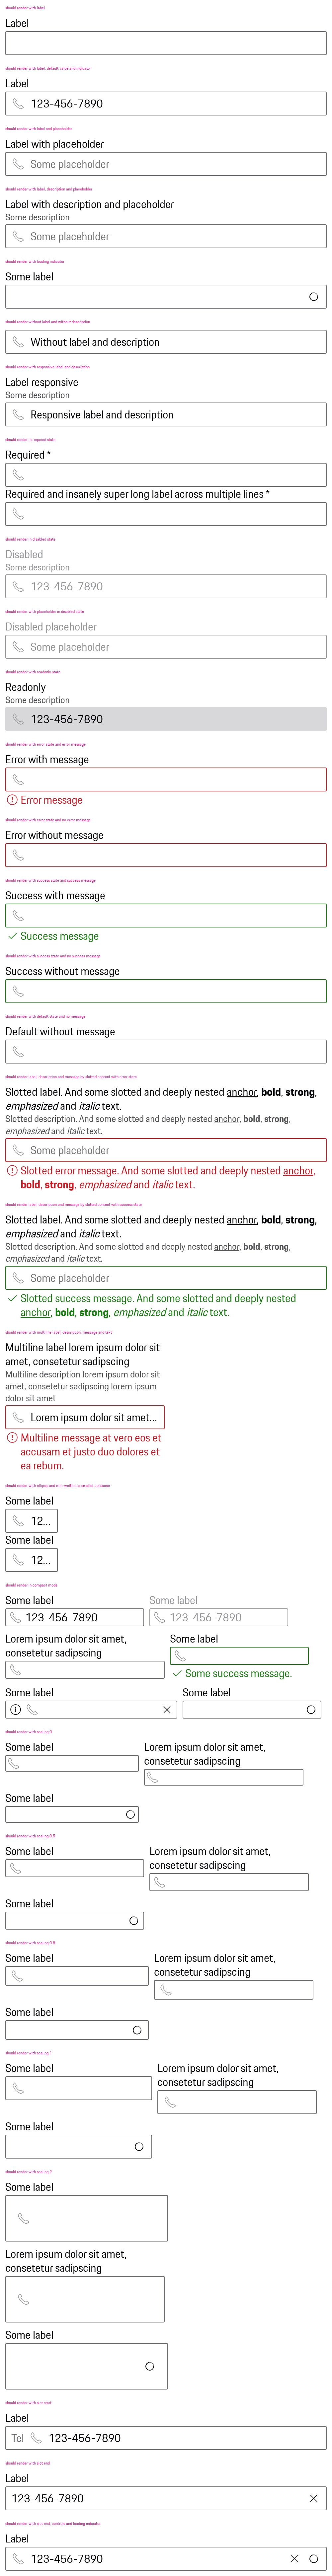 should render with label
Label
should render with label, default value and indicator
Label
123-456-7890
should render with label and placeholder
Label with placeholder
Some placeholder
should render with label, description and placeholder
Label with description and placeholder
Some description
Some placeholder
should render with loading indicator
Some label
should render without label and without description
Without label and description
should render with responsive label and description
Label responsive
Some description
Responsive label and description
should render in required state
Required *
Required and insanely super long label across multiple lines *
should render in disabled state
Disabled
Some description
123-456-7890
should render with placeholder in disabled state
Disabled placeholder
Some placeholder
should render with readonly state
Readonly
Some description
123-456-7890
should render with error state and error message
Error with message
Error message
should render with error state and no error message
Error without message
should render with success state and success message
Success with message
Success message
should render with success state and no success message
Success without message
should render with default state and no message
Default without message
should render label, description and message by slotted content with error state
Slotted label. And some slotted and deeply nested anchor, bold, strong,
emphasized and italic text.
Slotted description. And some slotted and deeply nested anchor, bold, strong,
emphasized and italic text.
Some placeholder
Slotted error message. And some slotted and deeply nested anchor,
bold, strong, emphasized and italic text.
should render label, description and message by slotted content with success state
Slotted label. And some slotted and deeply nested anchor, bold, strong,
emphasized and italic text.
Slotted description. And some slotted and deeply nested anchor, bold, strong,
emphasized and italic text.
Some placeholder
Slotted success message. And some slotted and deeply nested
anchor, bold, strong, emphasized and italic text.
should render with multiline label, description, message and text
Multiline label lorem ipsum dolor sit
amet, consetetur sadipscing
Multiline description lorem ipsum dolor sit
amet, consetetur sadipscing lorem ipsum
dolor sit amet
Lorem ipsum dolor sit amet...
Multiline message at vero eos et
accusam et justo duo dolores et
ea rebum.
should render with ellipsis and min-width in a smaller container
Some label
12...
Some label
12...
should render in compact mode
Some label
123-456-7890
Some label
123-456-7890
Lorem ipsum dolor sit amet,
consetetur sadipscing
Some label
Some success message.
Some label
Some label
should render with scaling 0
Some label
Lorem ipsum dolor sit amet,
consetetur sadipscing
Some label
should render with scaling 0.5
Some label
Lorem ipsum dolor sit amet,
consetetur sadipscing
Some label
should render with scaling 0.8
Some label
Lorem ipsum dolor sit amet,
consetetur sadipscing
Some label
should render with scaling 1
Some label
Lorem ipsum dolor sit amet,
consetetur sadipscing
Some label
should render with scaling 3
Some label
Lorem ipsum dolor sit amet,
consetetur sadipscing
Some label
should render with slot start
Label
Tel 123-456-7890
should render with slot end
Label
123-456-7890
should render with slot end, controls and loading indicator
Label
123-456-7890